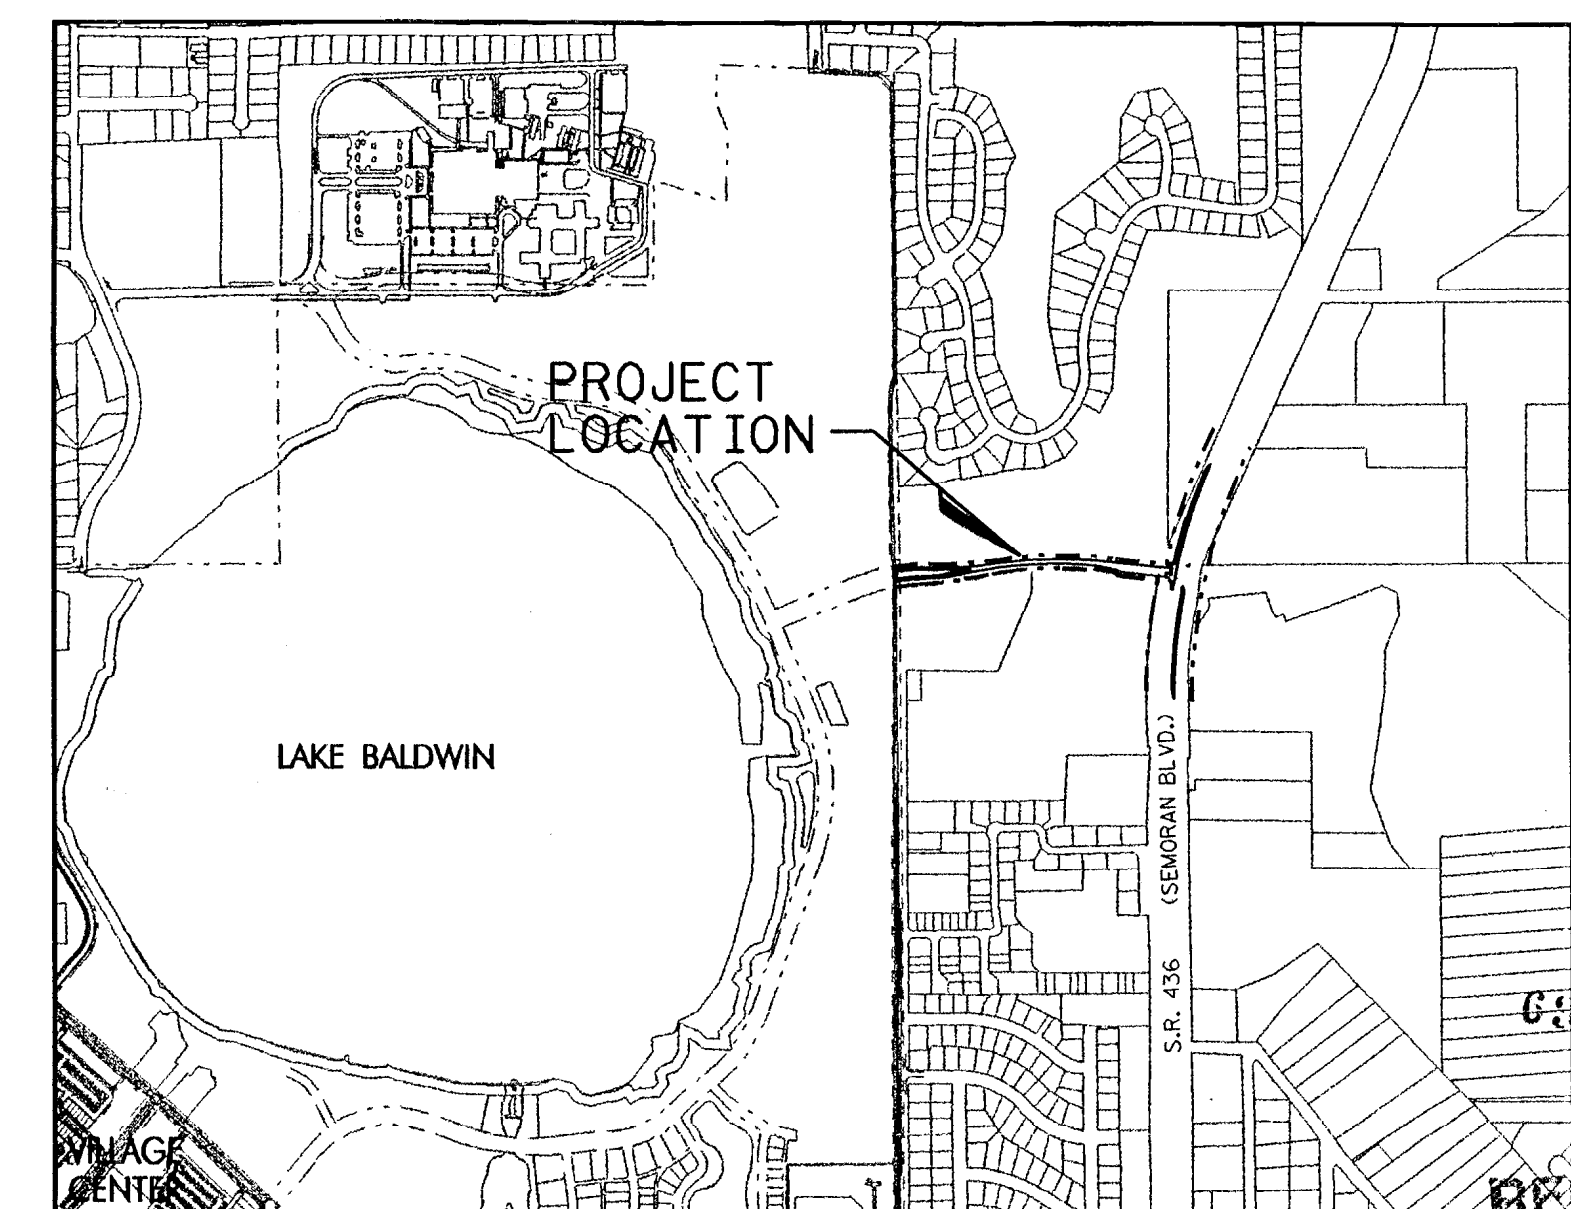 PROJECT
LOCATION
LAKE BALDWIN
(SEMORAN BLVD.)
S.R. 436
VILLAGE
CENTER